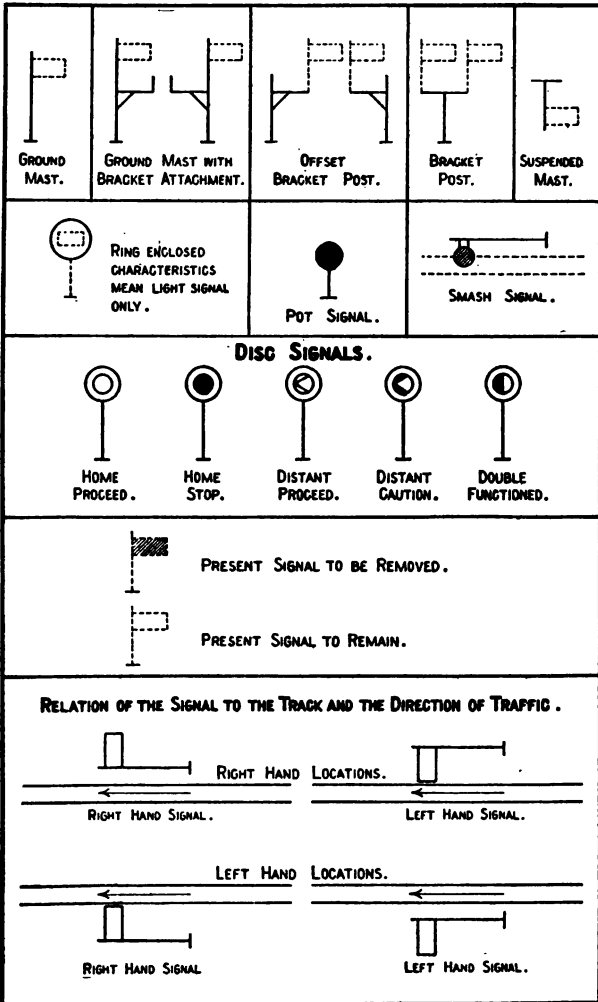 GROUND
MAST.
GROUND MAST WITH
BRACKET ATTACHMENT.
OFFSET
BRACKET POST.
BRACKET
POST.
SUSPENDED
MAST.
RING ENCLOSED
CHARACTERISTICS
MEAN LIGHT SIGNAL
ONLY.
POT SIGNAL.
SMASH SIGNAL.
DISC SIGNALS.
HOME
PROCEED.
HOME
STOP.
DISTANT
PROCEED.
DISTANT
CAUTION.
DOUBLE
FUNCTIONED.
PRESENT SIGNAL TO BE REMOVED.
PRESENT SIGNAL TO REMAIN.
RELATION OF THE SIGNAL TO THE TRACK AND THE DIRECTION OF TRAFFIC.
RIGHT HAND LOCATIONS.
RIGHT HAND SIGNAL.
LEFT HAND SIGNAL.
LEFT HAND LOCATIONS.
RIGHT HAND SIGNAL
LEFT HAND SIGNAL.